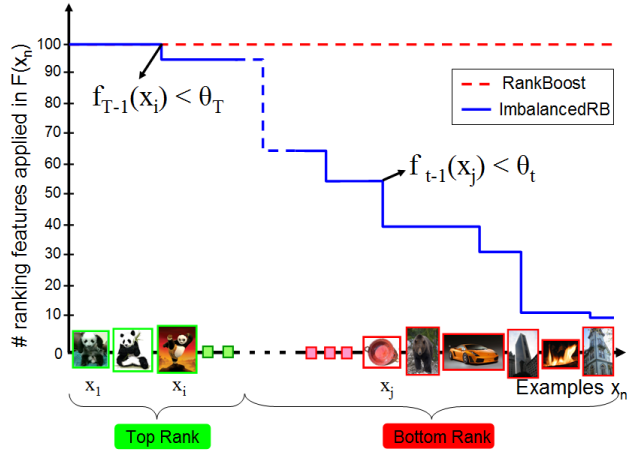 # ranking features applied in F(xn)
100
90
80
70
60
50
40
30
20
10
0
fT-1(xi) < θT
f t-1(xj) < θt
RankBoost
ImbalancedRB
x1
xi
xj
Examples xn
Top Rank
Bottom Rank